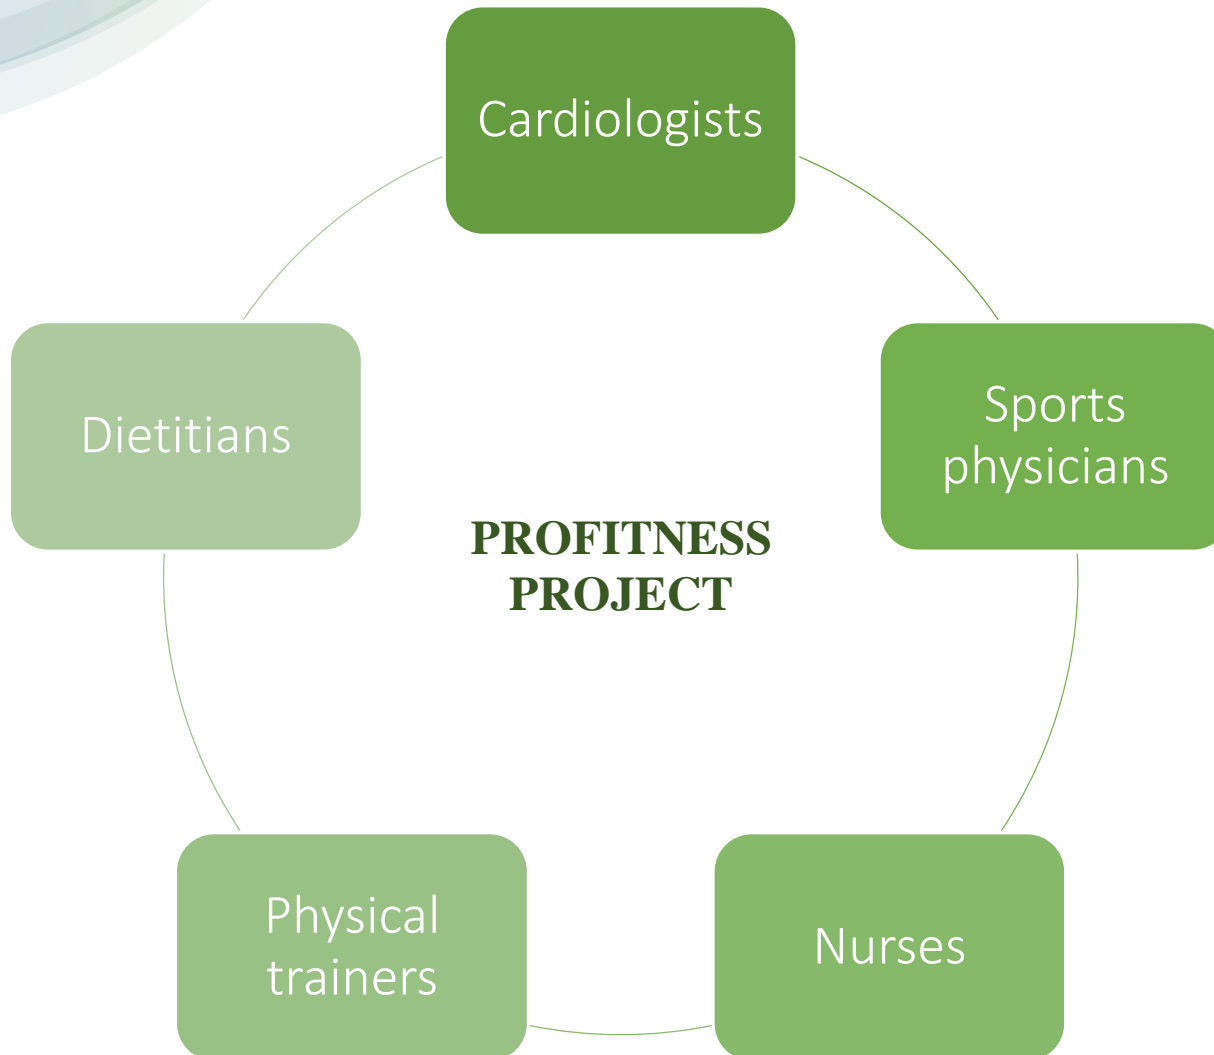 Cardiologists
Sports
physicians
Dietitians
PROFITNESS
PROJECT
Physical
trainers
Nurses